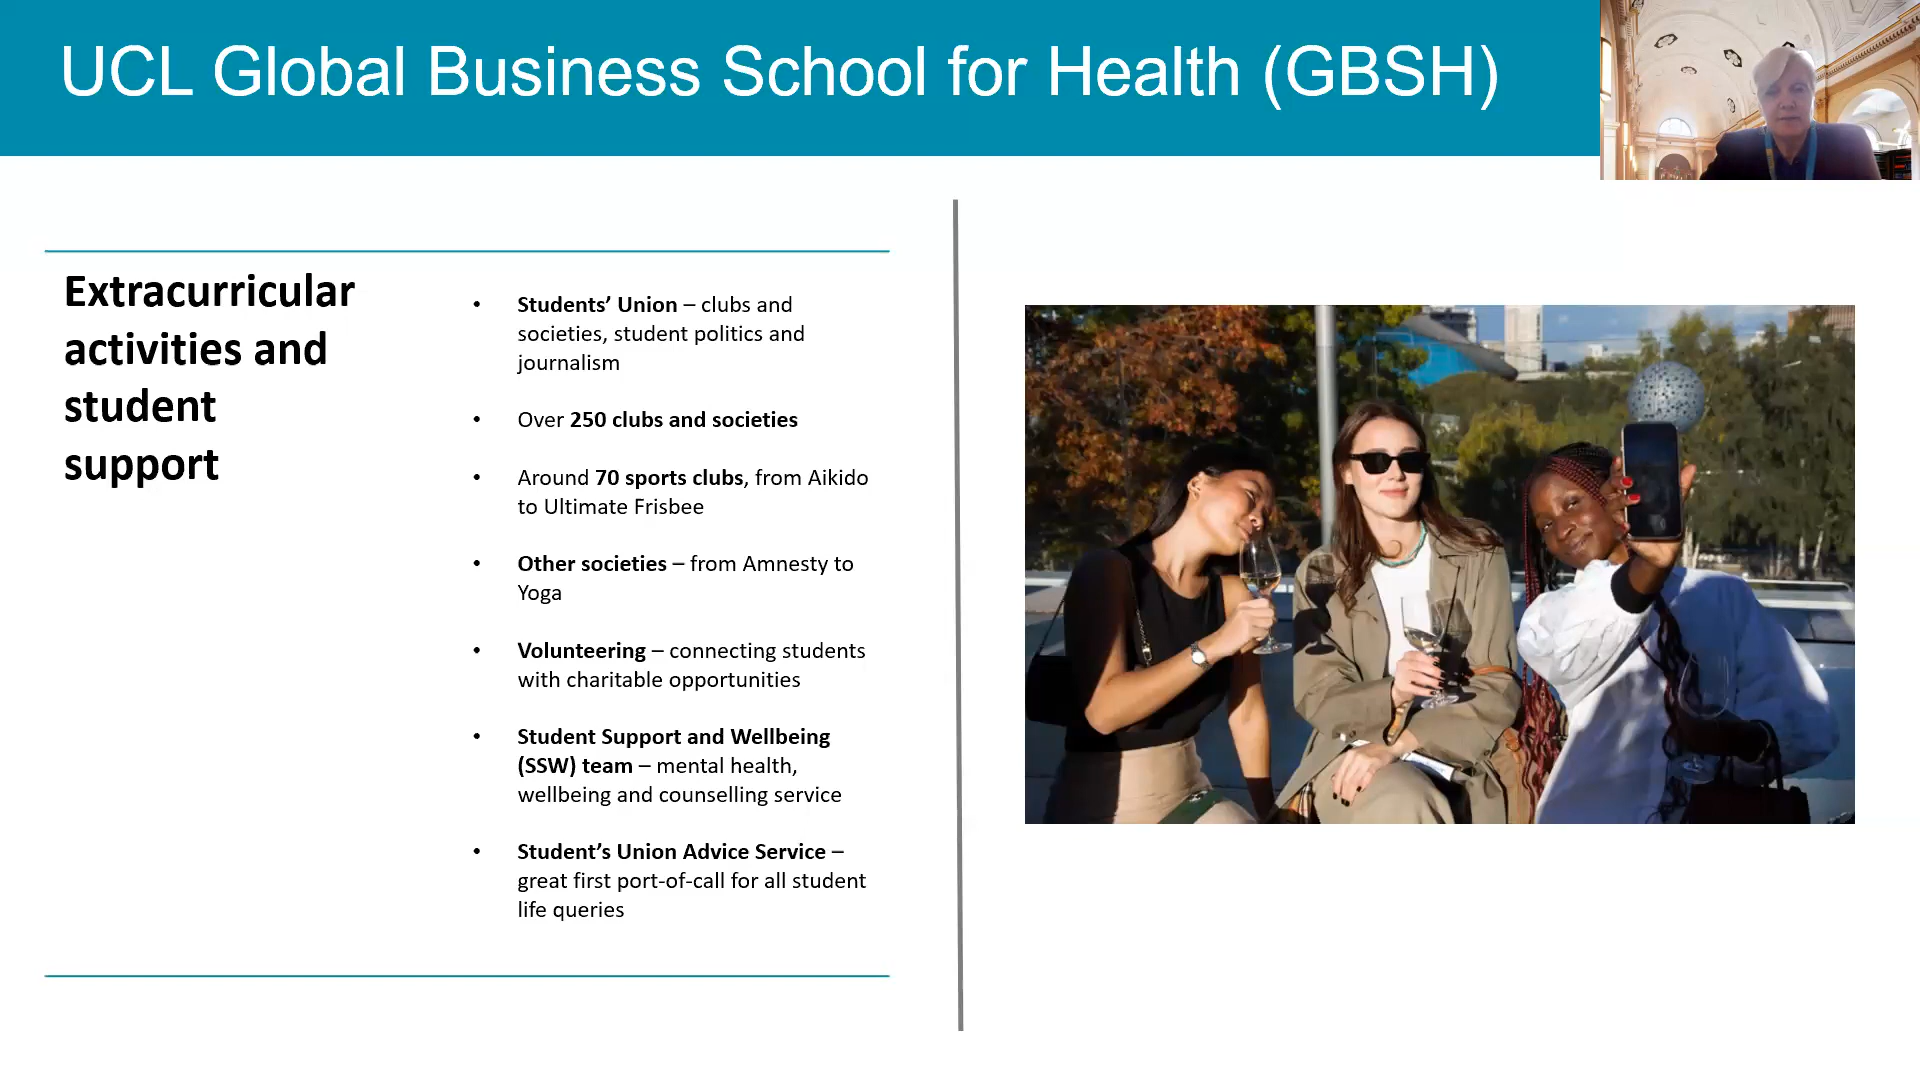 UCL Global Business School for Health (GBSH)
Extracurricular
activities and
student
support
• Students’ Union – clubs and
societies, student politics and
journalism
• Over 250 clubs and societies
• Around 70 sports clubs, from Aikido
to Ultimate Frisbee
• Other societies – from Amnesty to
Yoga
• Volunteering – connecting students
with charitable opportunities
• Student Support and Wellbeing
(SSW) team – mental health,
wellbeing and counselling service
• Student’s Union Advice Service –
great first port-of-call for all student
life queries